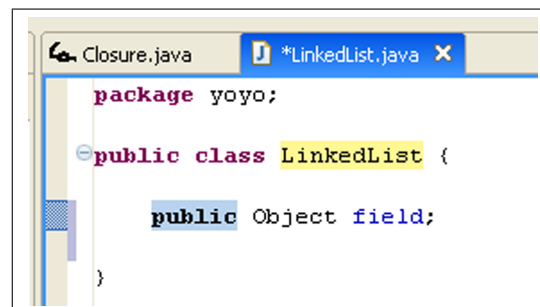 Closure.java *LinkedList.java
package yoyo;
public class LinkedList {
public Object field;
}